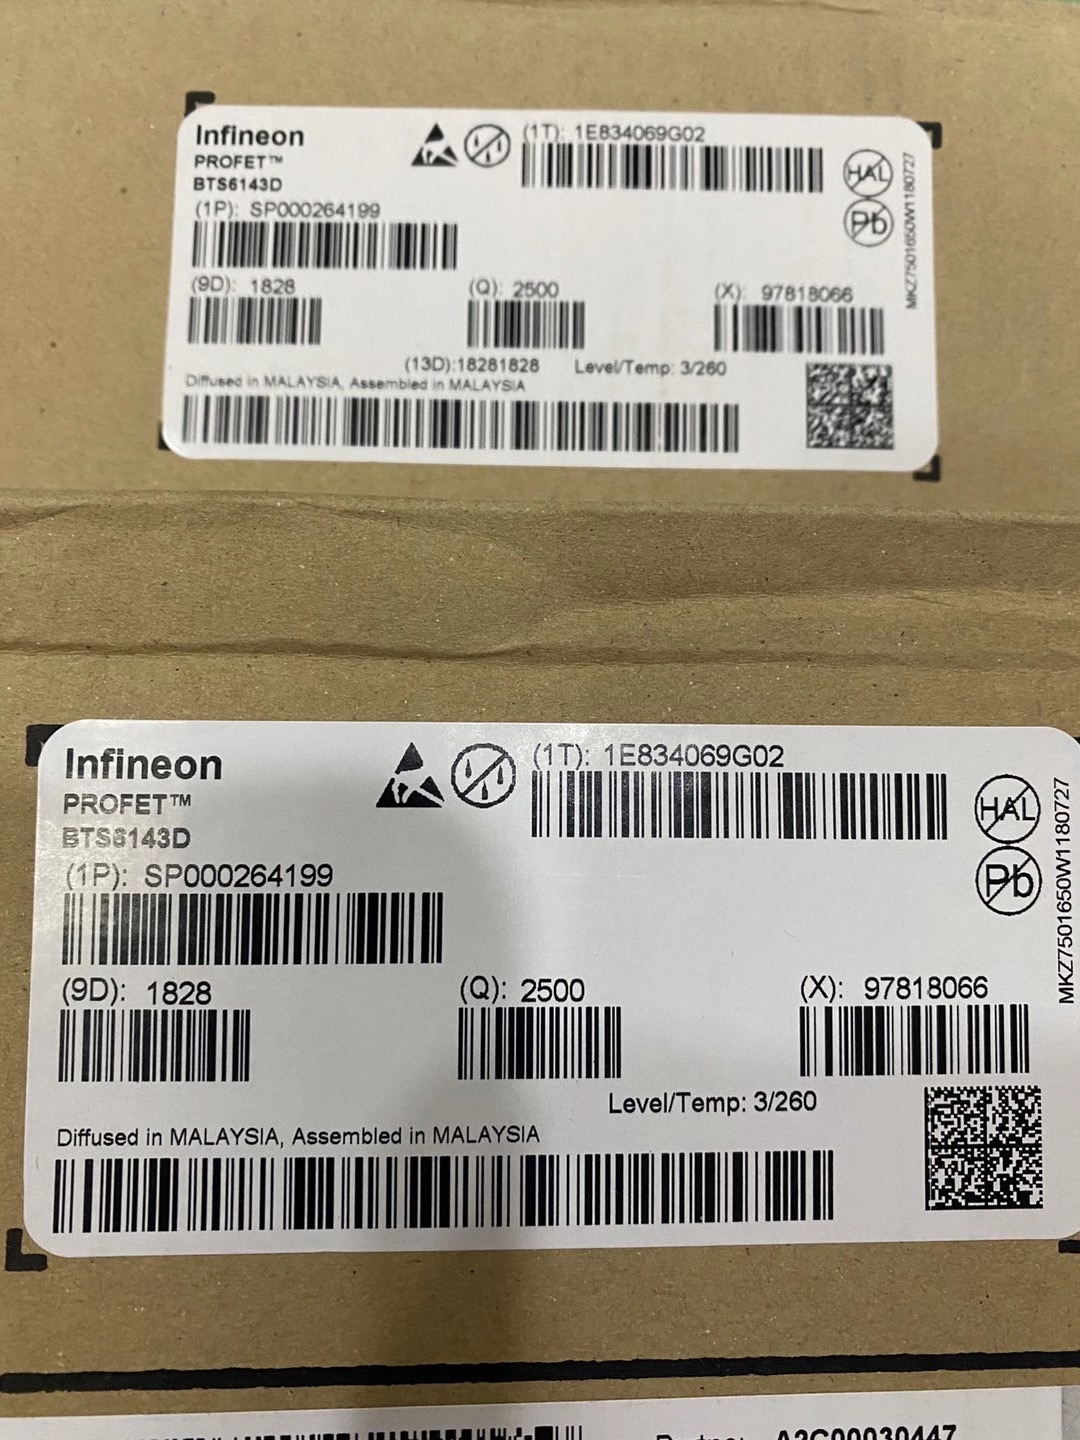 Infineon
PROFET™
BTS6143D
(1P): SP000264199
(1T): 1E834069G02
HAL
Pb
MKZ7501650W1180727
(9D): 1828
(Q): 2500
(X): 97818066
(13D):18281828
Level/Temp: 3/260
Diffused in MALAYSIA, Assembled in MALAYSIA
Infineon
PROFET™
BTS6143D
(1P): SP000264199
(1T): 1E834069G02
HAL
Pb
MKZ7501650W1180727
(9D): 1828
(Q): 2500
(X): 97818066
Level/Temp: 3/260
Diffused in MALAYSIA, Assembled in MALAYSIA
A2C00030447